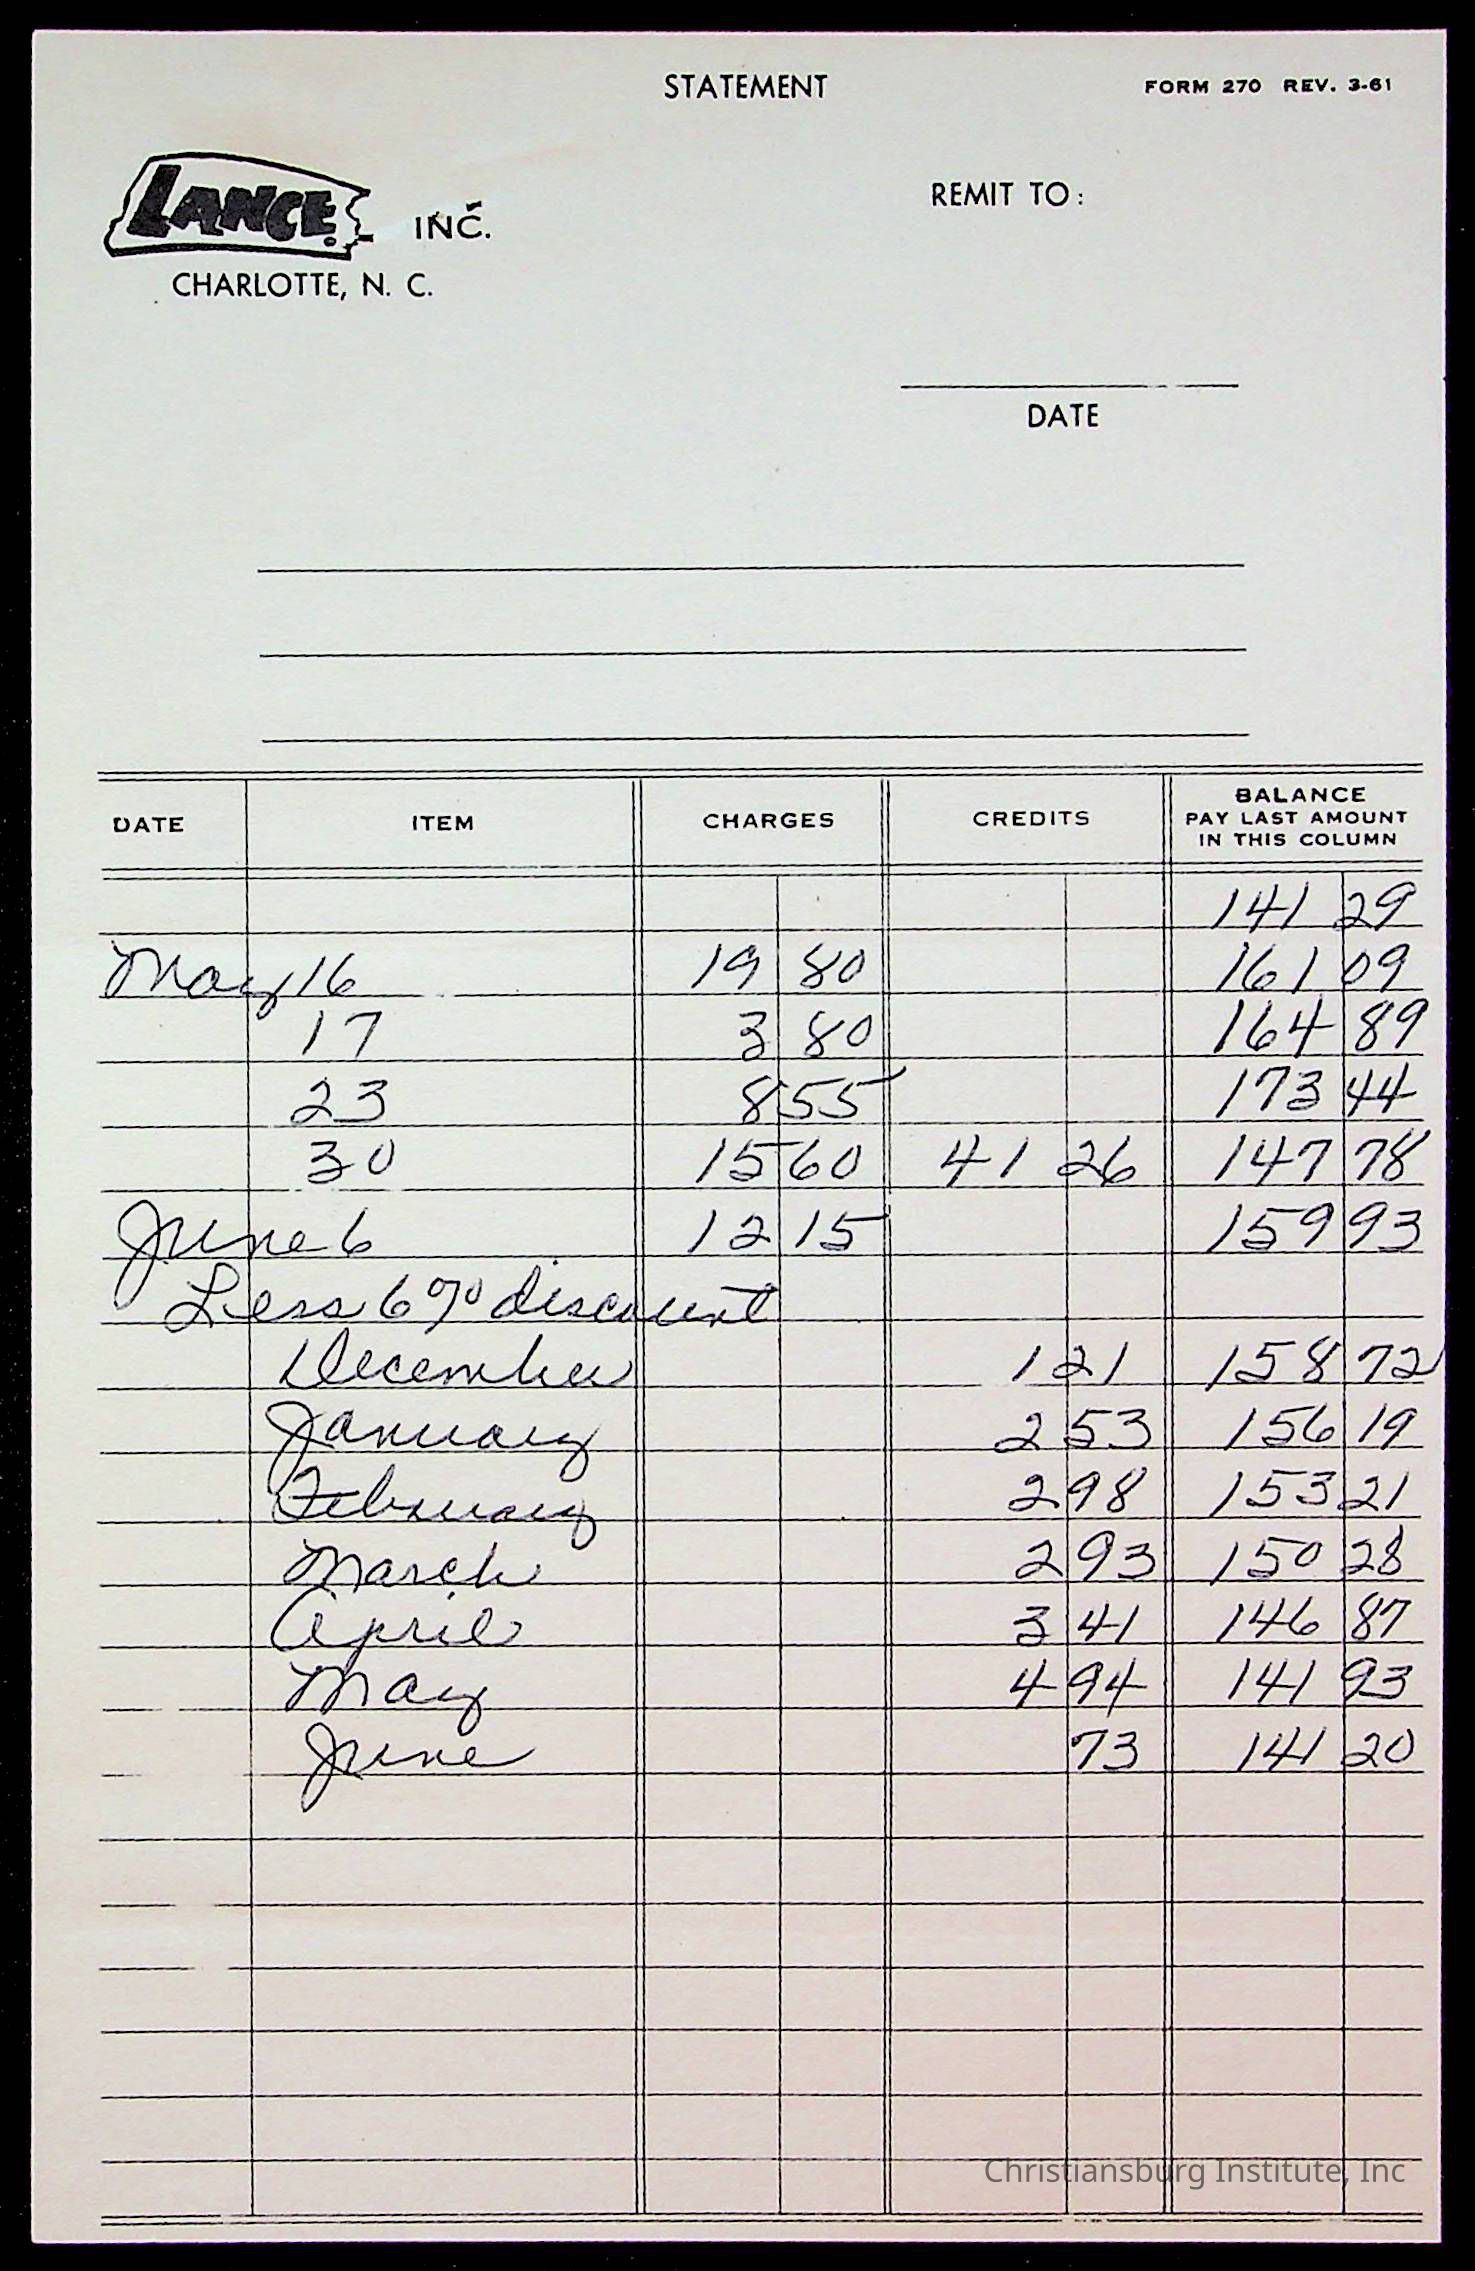 STATEMENT
FORM 270 REV. 3-61
LANCE. INC.
CHARLOTTE, N. C.
REMIT TO:
DATE
DATE ITEM CHARGES CREDITS BALANCE PAY LAST AMOUNT IN THIS COLUMN
141 29
May 16 19 80 161 09
17 3 80 164 89
23 8 55 173 44
30 15 60 41 26 147 78
June 6 12 15 159 93
Less 6% discount
December 1 21 158 72
January 2 53 156 19
February 2 98 153 21
March 2 93 150 28
April 3 41 146 87
May 4 94 141 93
June 73 141 20
Christiansburg Institute, Inc